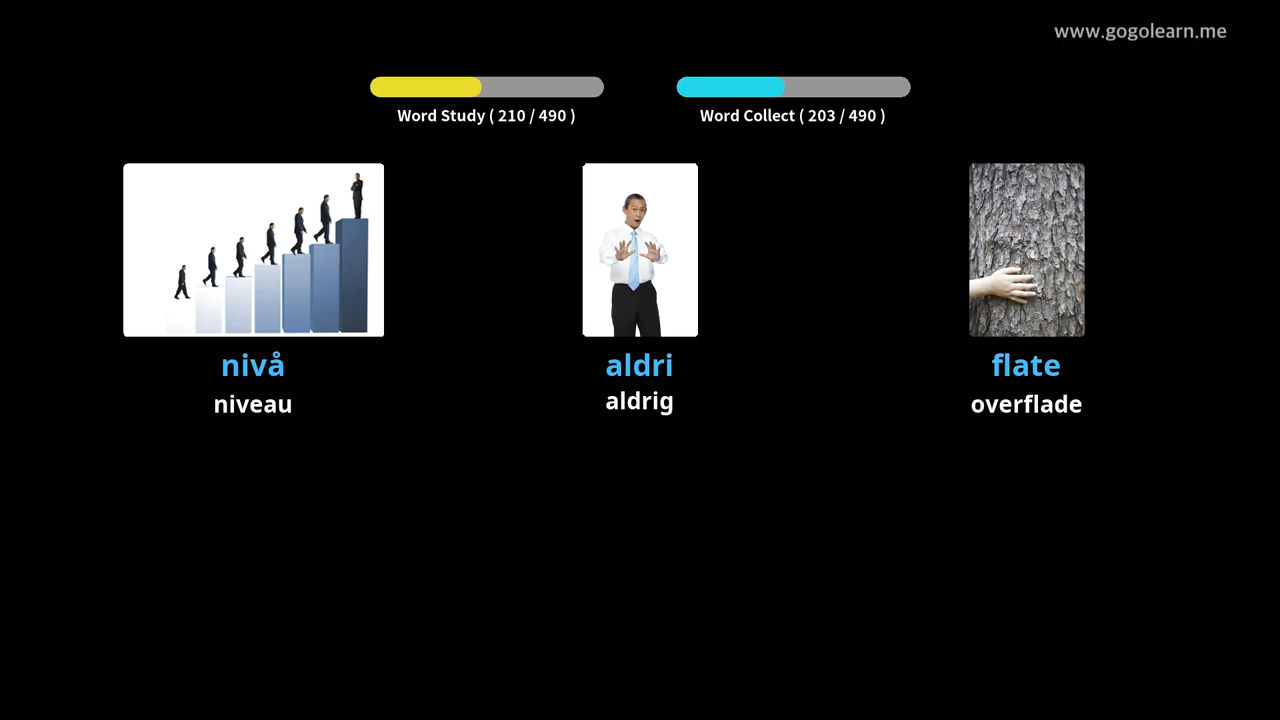 www.gogolearn.me
Word Study ( 210 / 490 )
Word Collect ( 203 / 490 )
nivå
aldri
flate
niveau
aldrig
overflade